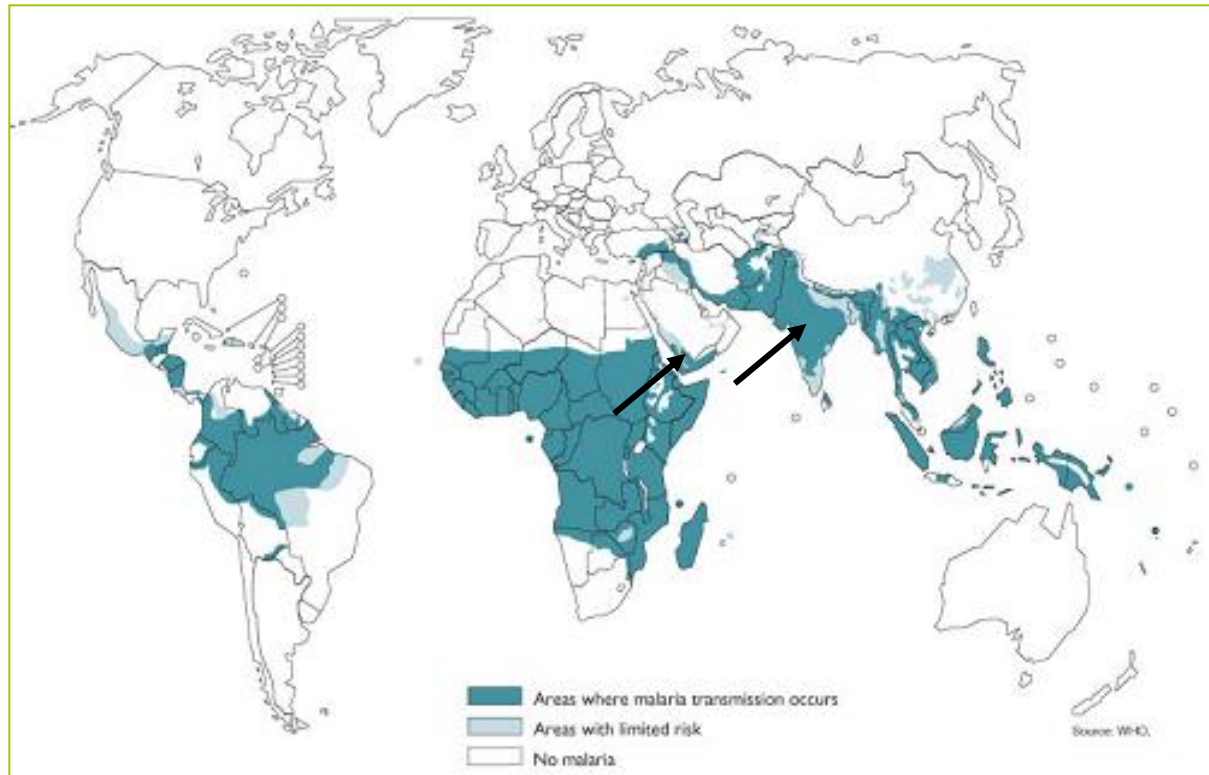 Areas where malaria transmission occurs
Areas with limited risk
No malaria
Source: WHO,